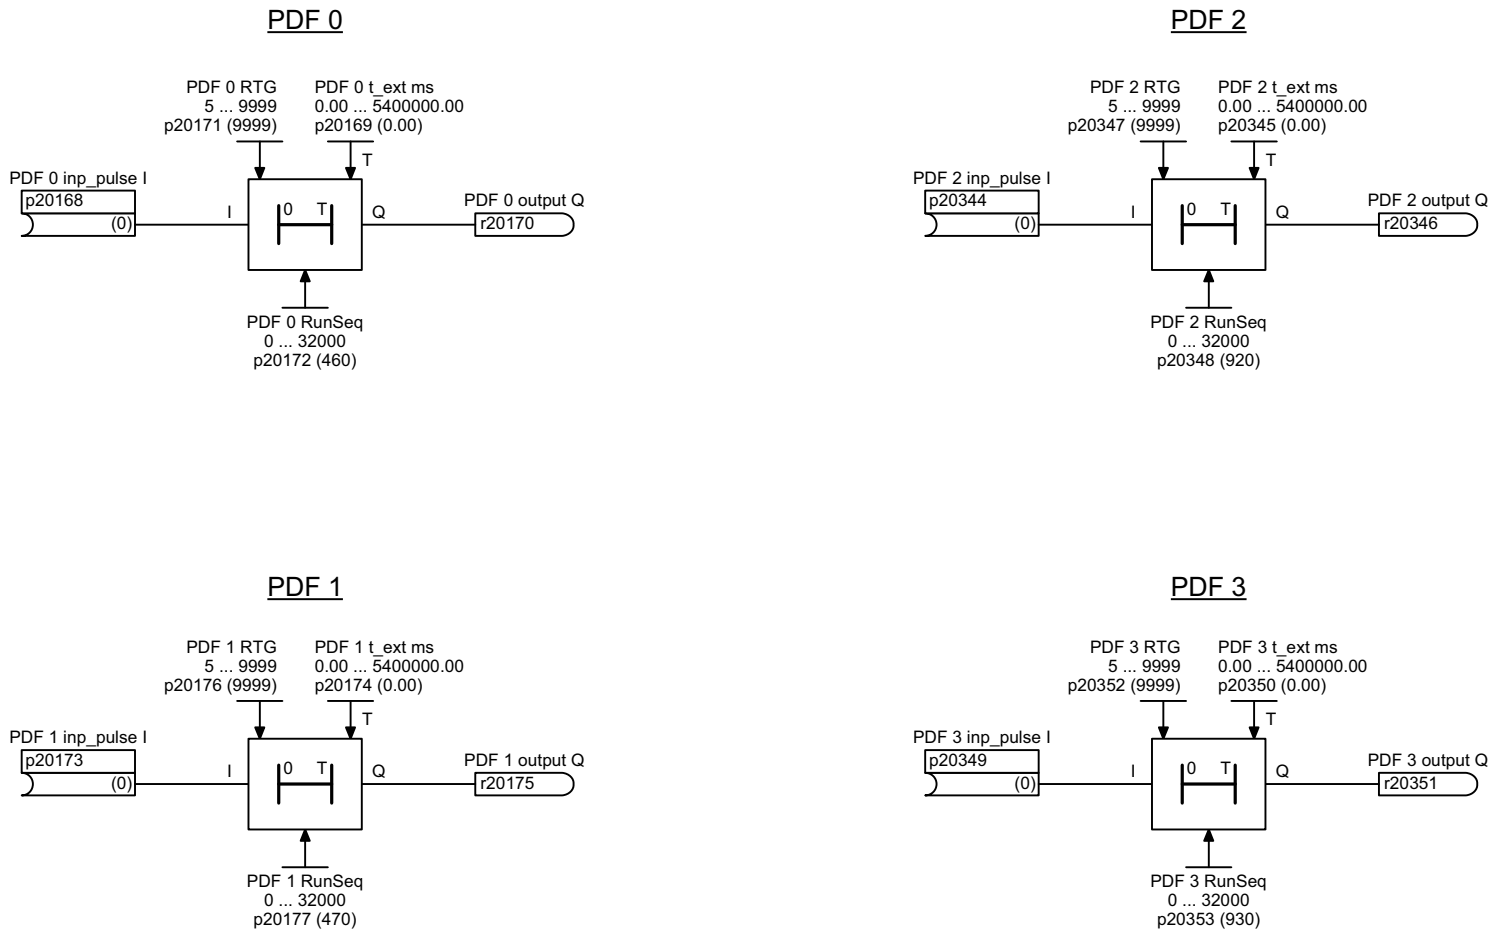 PDF 0
PDF 0 RTG
5 ... 9999
p20171 (9999)
PDF 0 t_ext ms
0.00 ... 5400000.00
p20169 (0.00)
T
PDF 0 inp_pulse I
p20168
(0)
I
0 T
Q
PDF 0 output Q
r20170
PDF 0 RunSeq
0 ... 32000
p20172 (460)
PDF 2
PDF 2 RTG
5 ... 9999
p20347 (9999)
PDF 2 t_ext ms
0.00 ... 5400000.00
p20345 (0.00)
T
PDF 2 inp_pulse I
p20344
(0)
I
0 T
Q
PDF 2 output Q
r20346
PDF 2 RunSeq
0 ... 32000
p20348 (920)
PDF 1
PDF 1 RTG
5 ... 9999
p20176 (9999)
PDF 1 t_ext ms
0.00 ... 5400000.00
p20174 (0.00)
T
PDF 1 inp_pulse I
p20173
(0)
I
0 T
Q
PDF 1 output Q
r20175
PDF 1 RunSeq
0 ... 32000
p20177 (470)
PDF 3
PDF 3 RTG
5 ... 9999
p20352 (9999)
PDF 3 t_ext ms
0.00 ... 5400000.00
p20350 (0.00)
T
PDF 3 inp_pulse I
p20349
(0)
I
0 T
Q
PDF 3 output Q
r20351
PDF 3 RunSeq
0 ... 32000
p20353 (930)